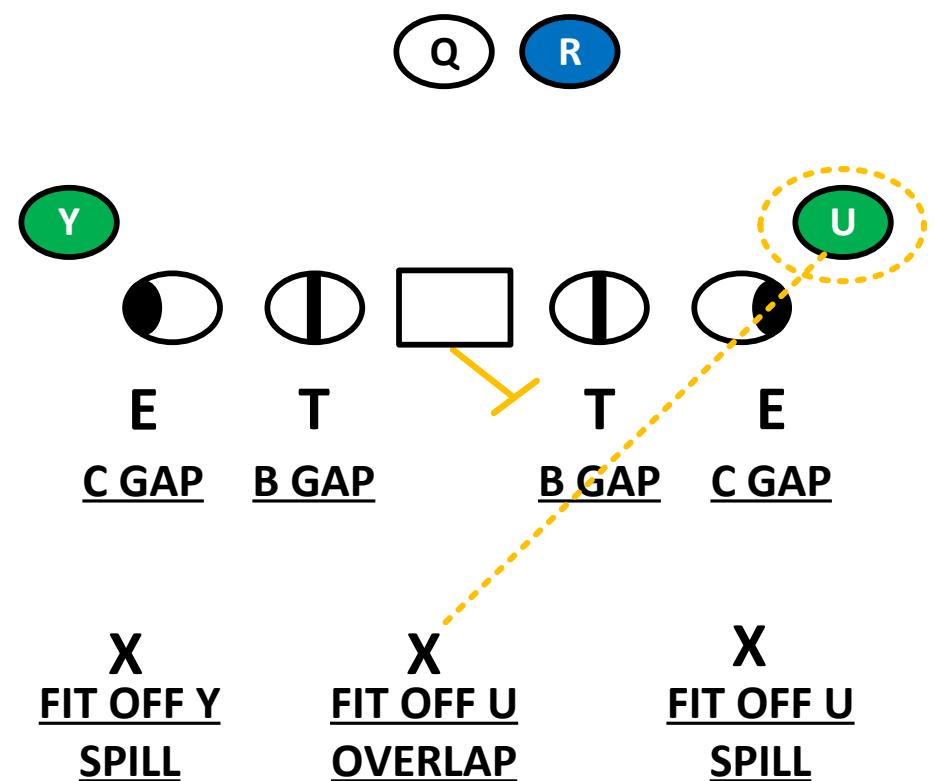 Q R
Y U
E T T E
C GAP B GAP B GAP C GAP
X X X
FIT OFF Y FIT OFF U FIT OFF U
SPILL OVERLAP SPILL